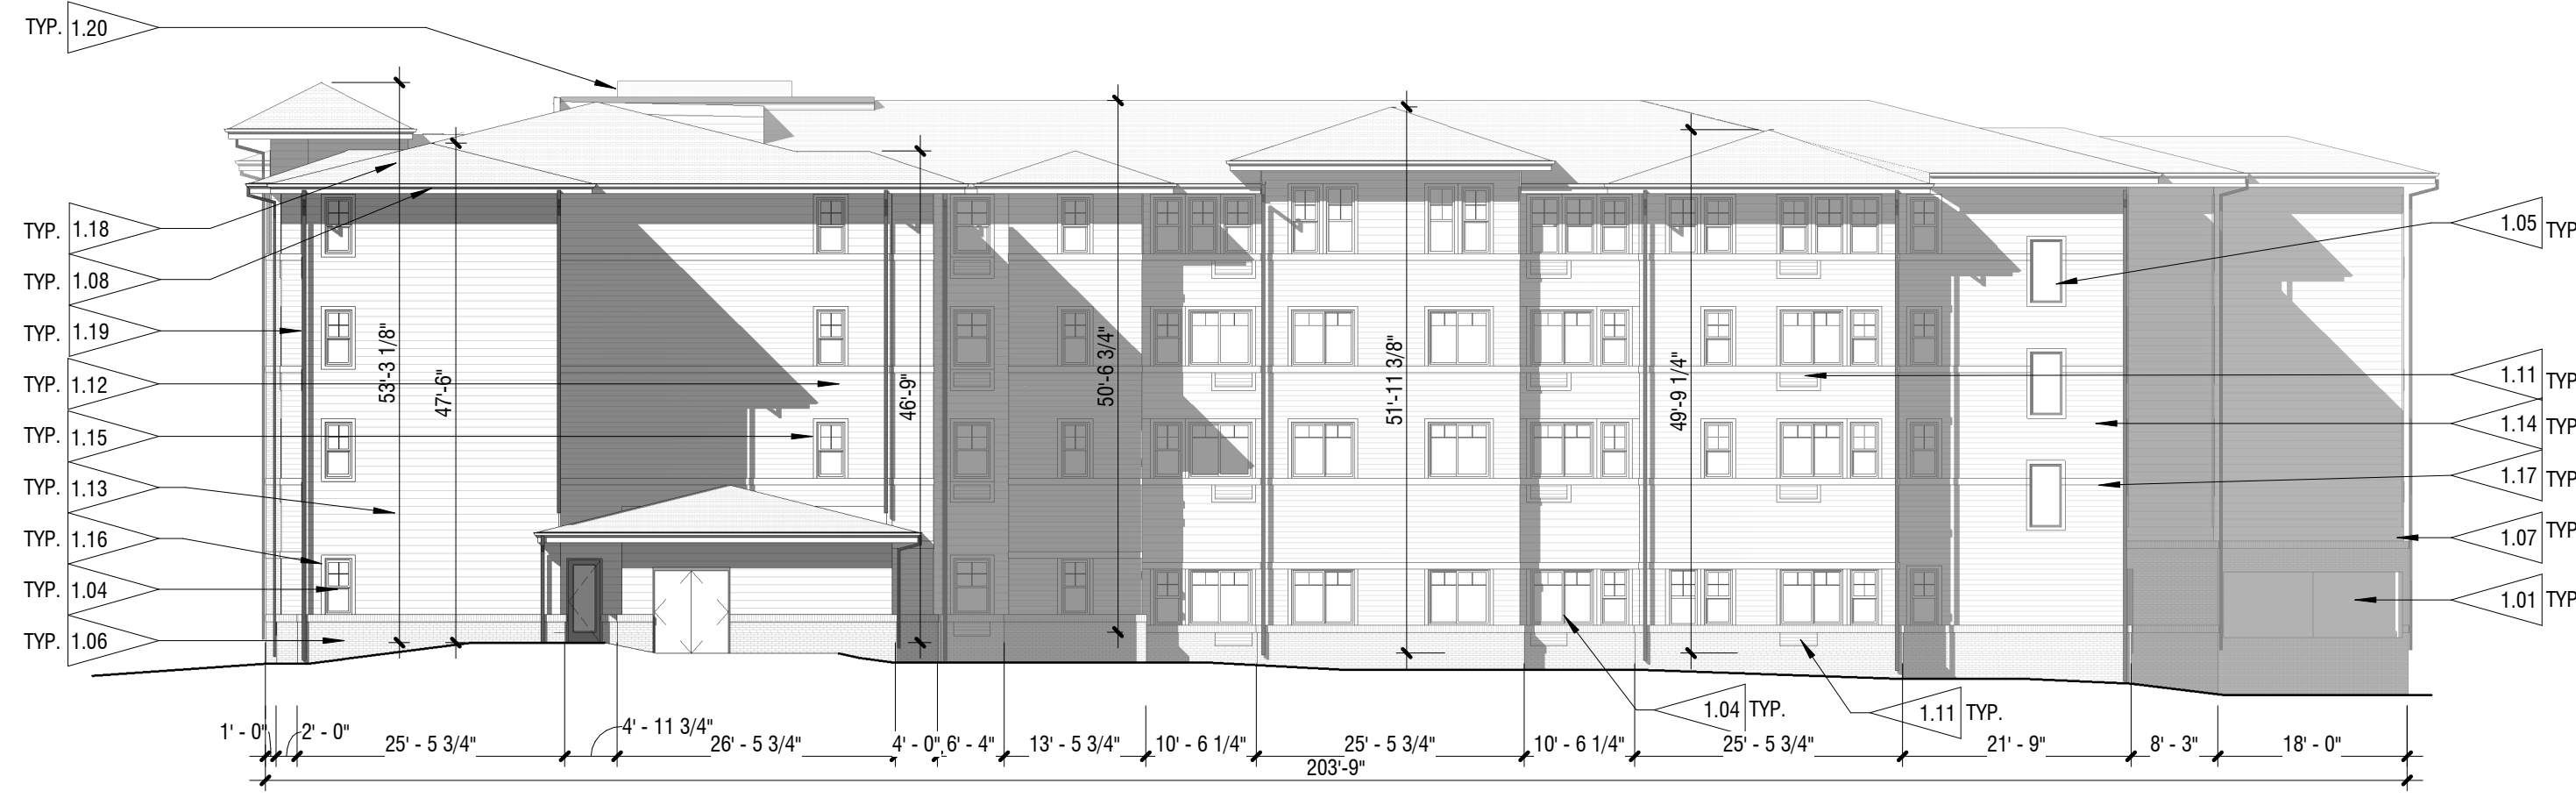 TYP. 1.20
TYP. 1.18
TYP. 1.08
TYP. 1.19
TYP. 1.12
TYP. 1.15
TYP. 1.13
TYP. 1.16
TYP. 1.04
TYP. 1.06
53'-3 1/8"
47'-6"
46'-9"
50'-6 3/4"
51'-11 3/8"
49'-9 1/4"
1.05 TYP
1.11 TYP
1.14 TYP
1.17 TYP
1.07 TYP
1.01 TYP
1.04 TYP.
1.11 TYP.
1' - 0"
2' - 0"
25' - 5 3/4"
4' - 11 3/4"
26' - 5 3/4"
4' - 0"
6' - 4"
13' - 5 3/4"
10' - 6 1/4"
25' - 5 3/4"
10' - 6 1/4"
25' - 5 3/4"
21' - 9"
8' - 3"
18' - 0"
203'-9"